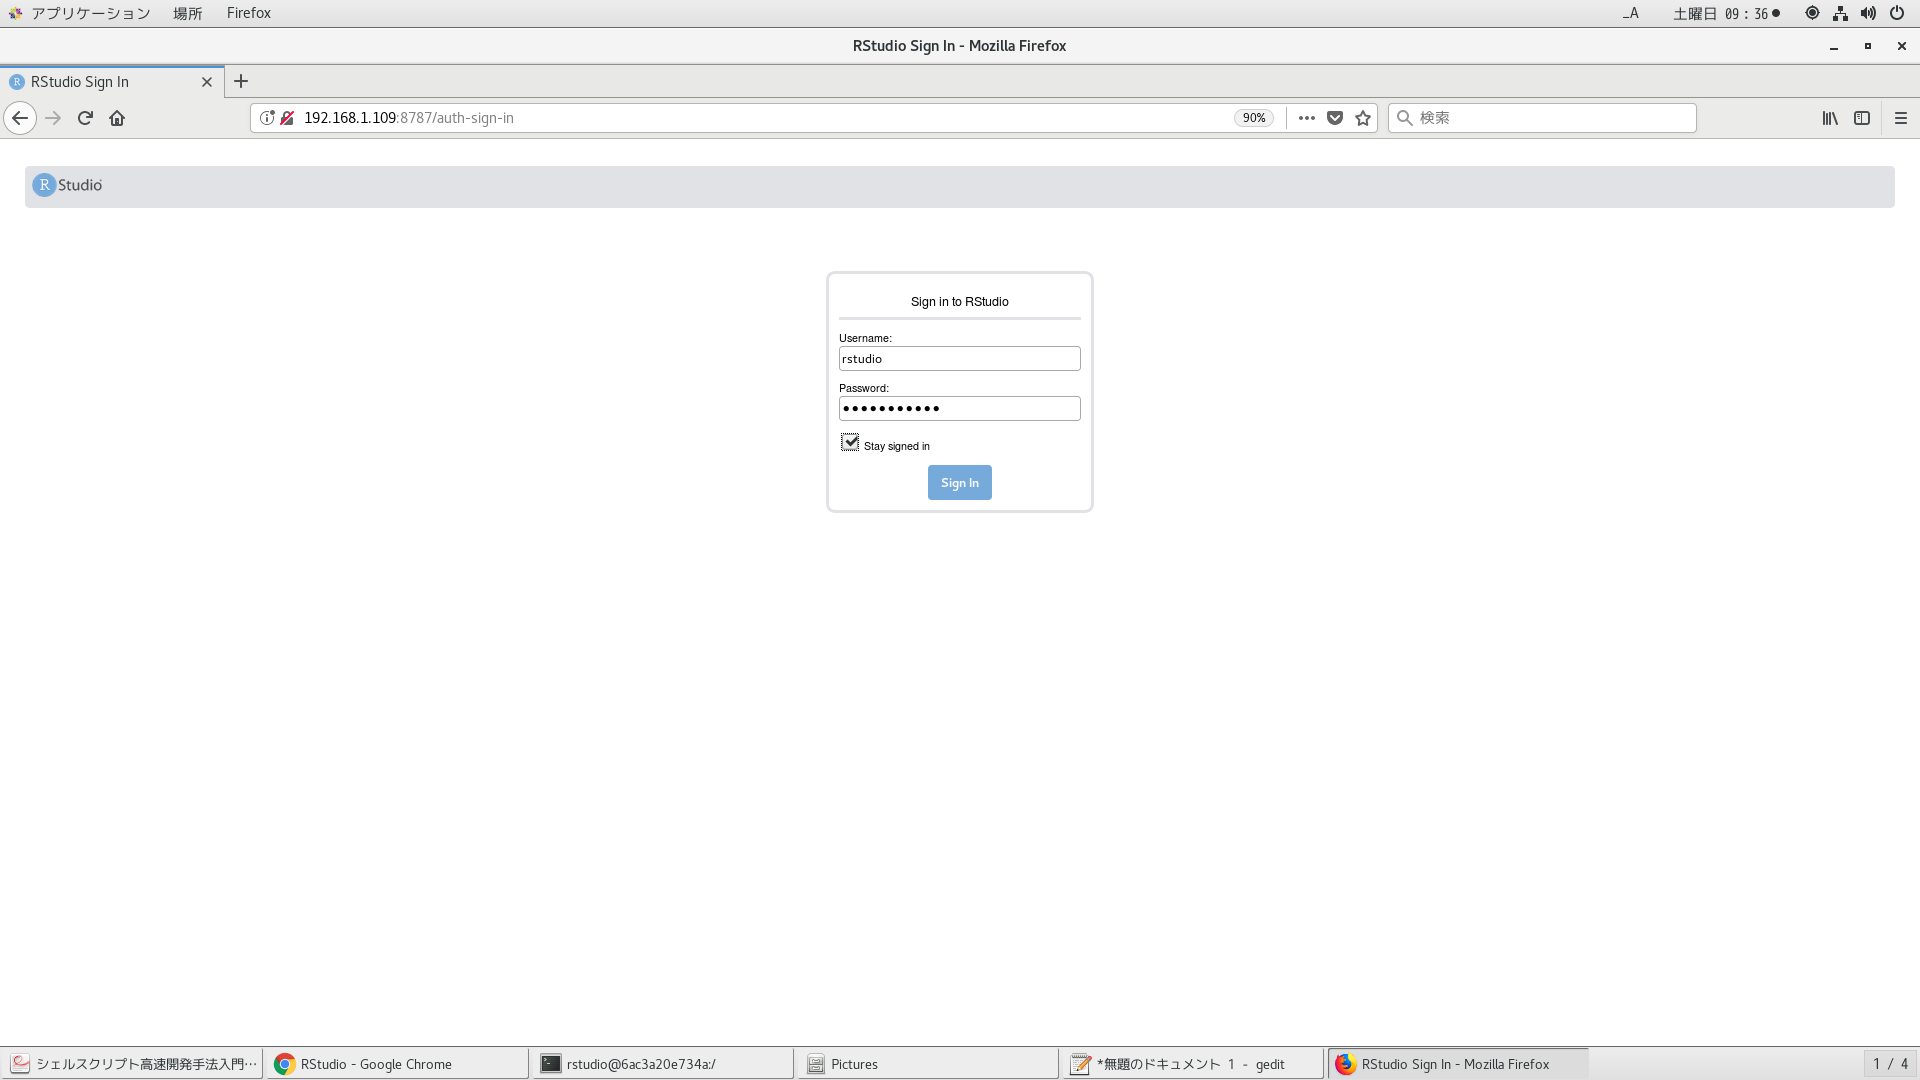 アプリケーション 場所 Firefox _A 土曜日 09：36●
RStudio Sign In - Mozilla Firefox
R RStudio Sign In
192.168.1.109:8787/auth-sign-in 90% 検索
R Studio
Sign in to RStudio
Username:
rstudio
Password:
●●●●●●●●●●●
Stay signed in
Sign In
シェルスクリプト高速開発手法入門… RStudio - Google Chrome rstudio@6ac3a20e734a:/ Pictures *無題のドキュメント 1 - gedit RStudio Sign In - Mozilla Firefox 1 / 4